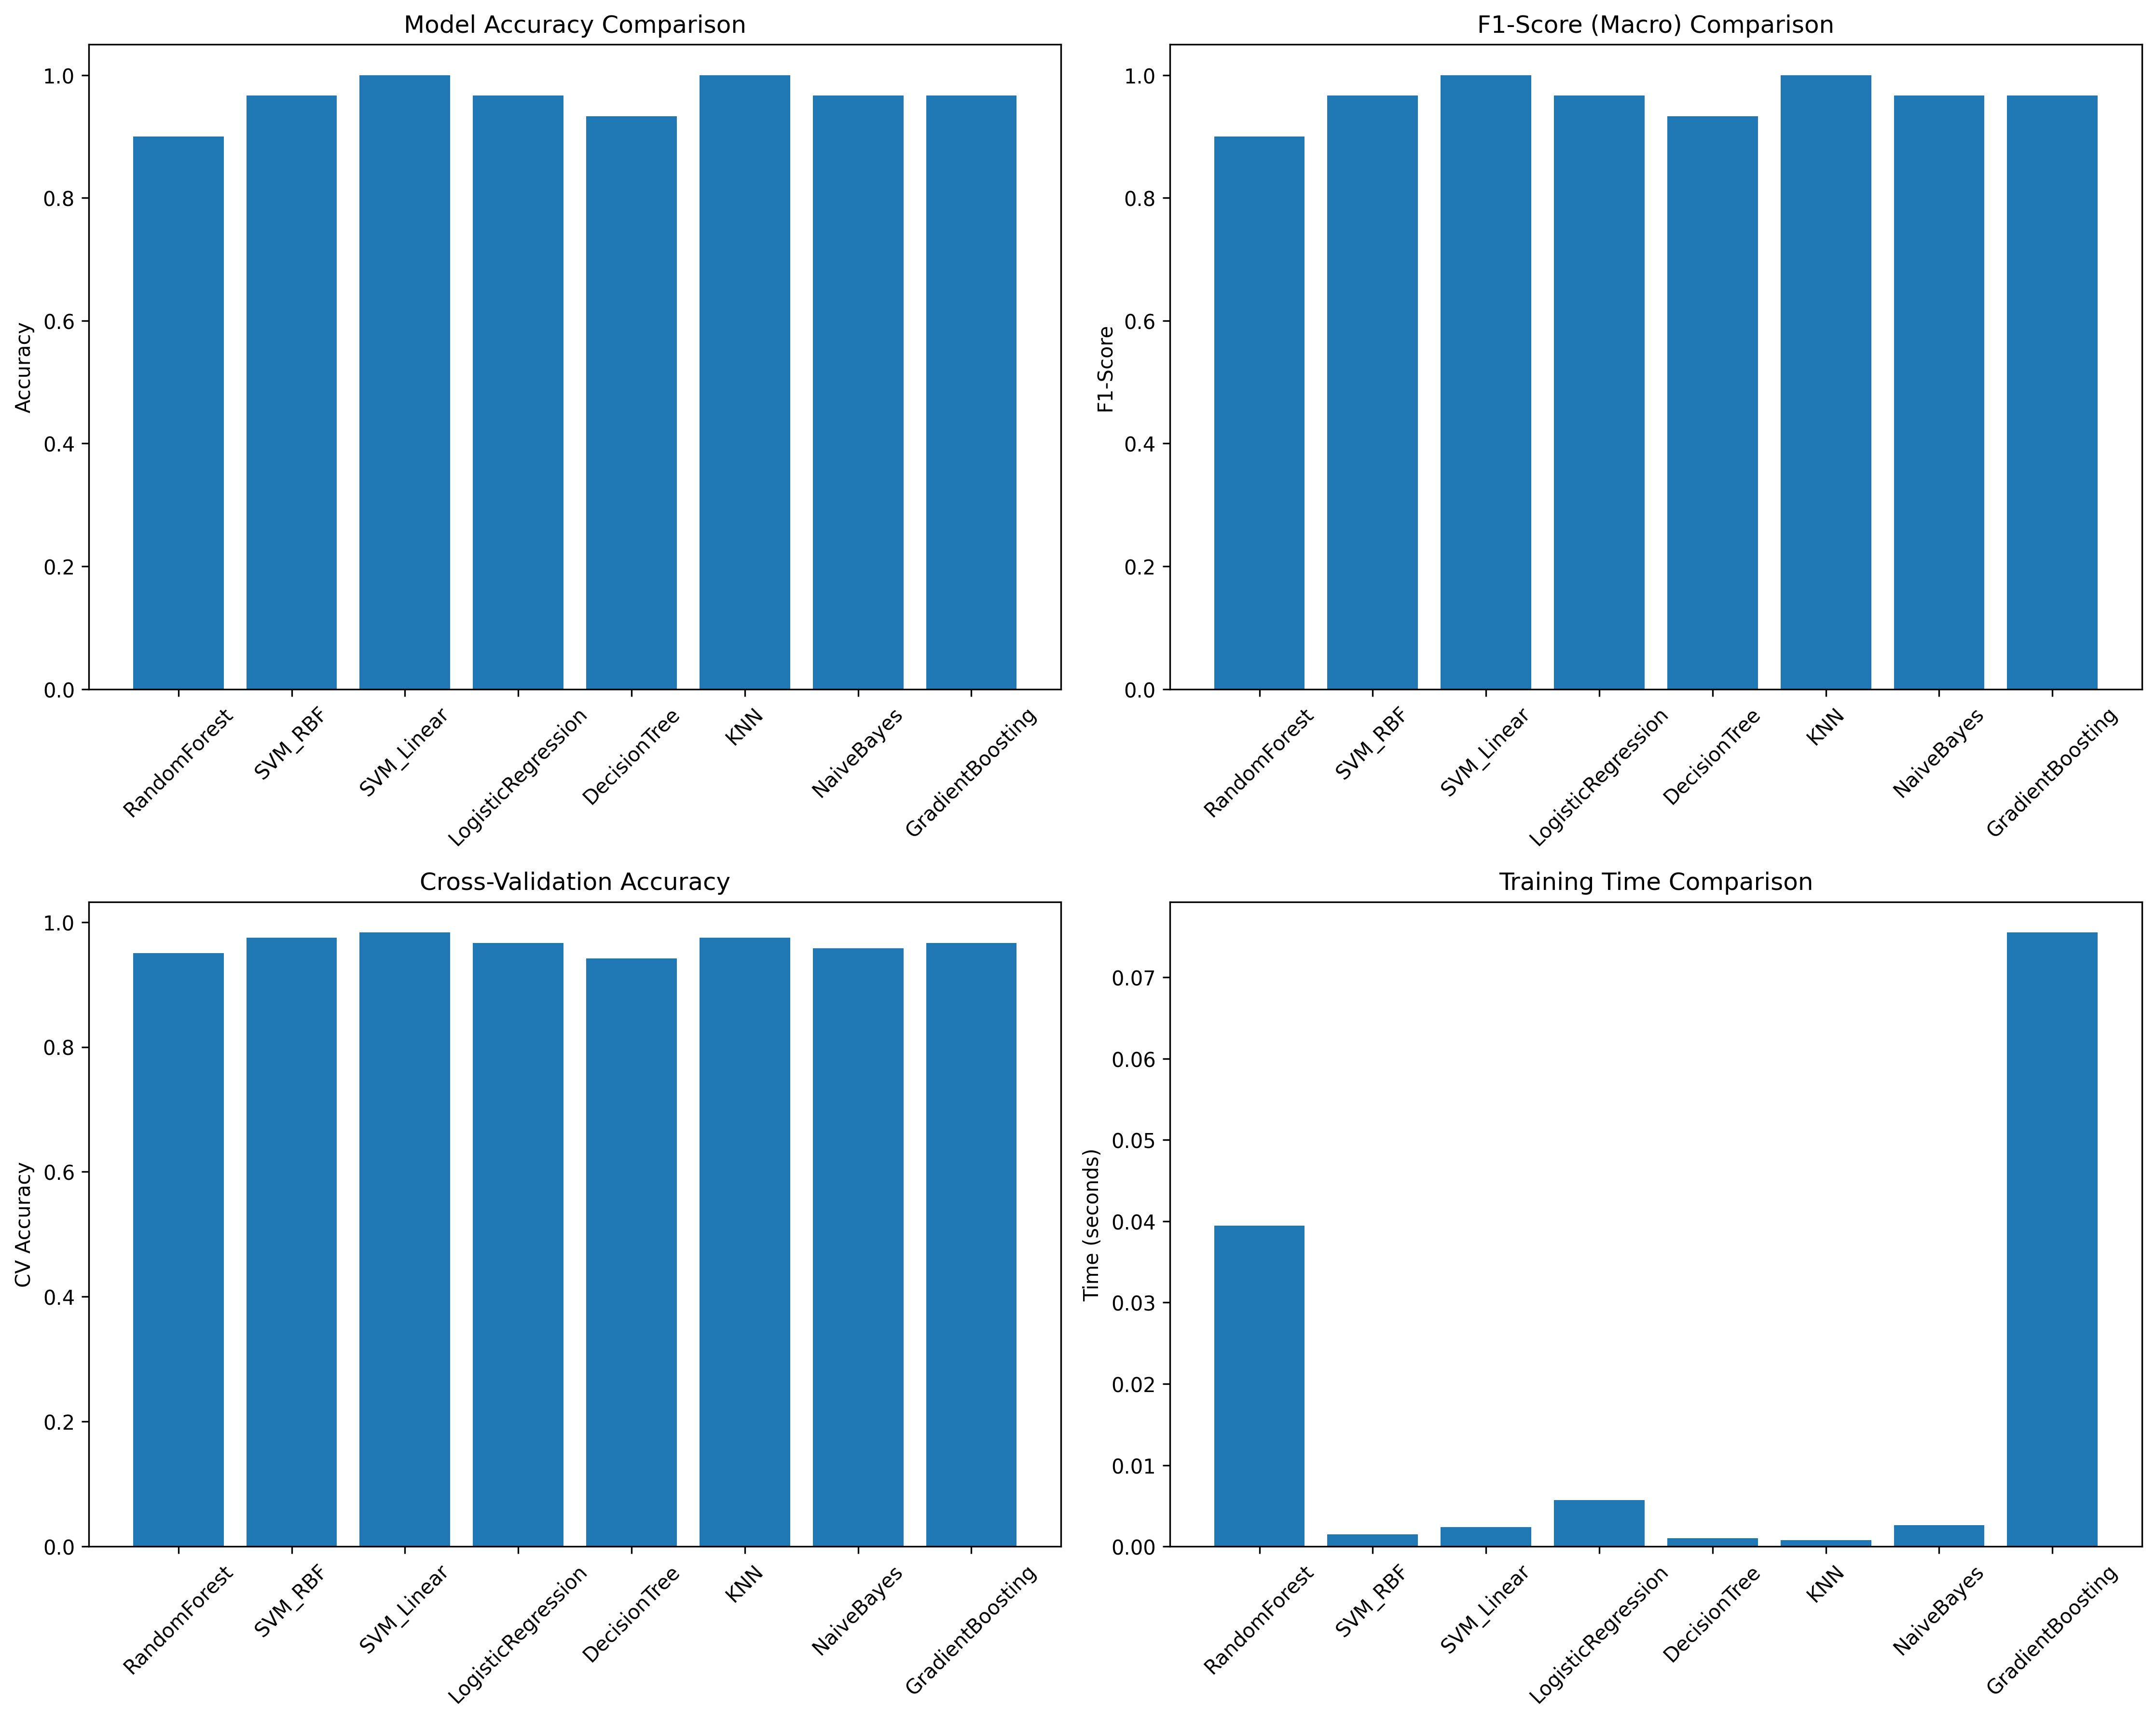 Model Accuracy Comparison
Accuracy
1.0
0.8
0.6
0.4
0.2
0.0
RandomForest
SVM_RBF
SVM_Linear
LogisticRegression
DecisionTree
KNN
NaiveBayes
GradientBoosting
F1-Score (Macro) Comparison
F1-Score
1.0
0.8
0.6
0.4
0.2
0.0
RandomForest
SVM_RBF
SVM_Linear
LogisticRegression
DecisionTree
KNN
NaiveBayes
GradientBoosting
Cross-Validation Accuracy
CV Accuracy
1.0
0.8
0.6
0.4
0.2
0.0
RandomForest
SVM_RBF
SVM_Linear
LogisticRegression
DecisionTree
KNN
NaiveBayes
GradientBoosting
Training Time Comparison
Time (seconds)
0.07
0.06
0.05
0.04
0.03
0.02
0.01
0.00
RandomForest
SVM_RBF
SVM_Linear
LogisticRegression
DecisionTree
KNN
NaiveBayes
GradientBoosting